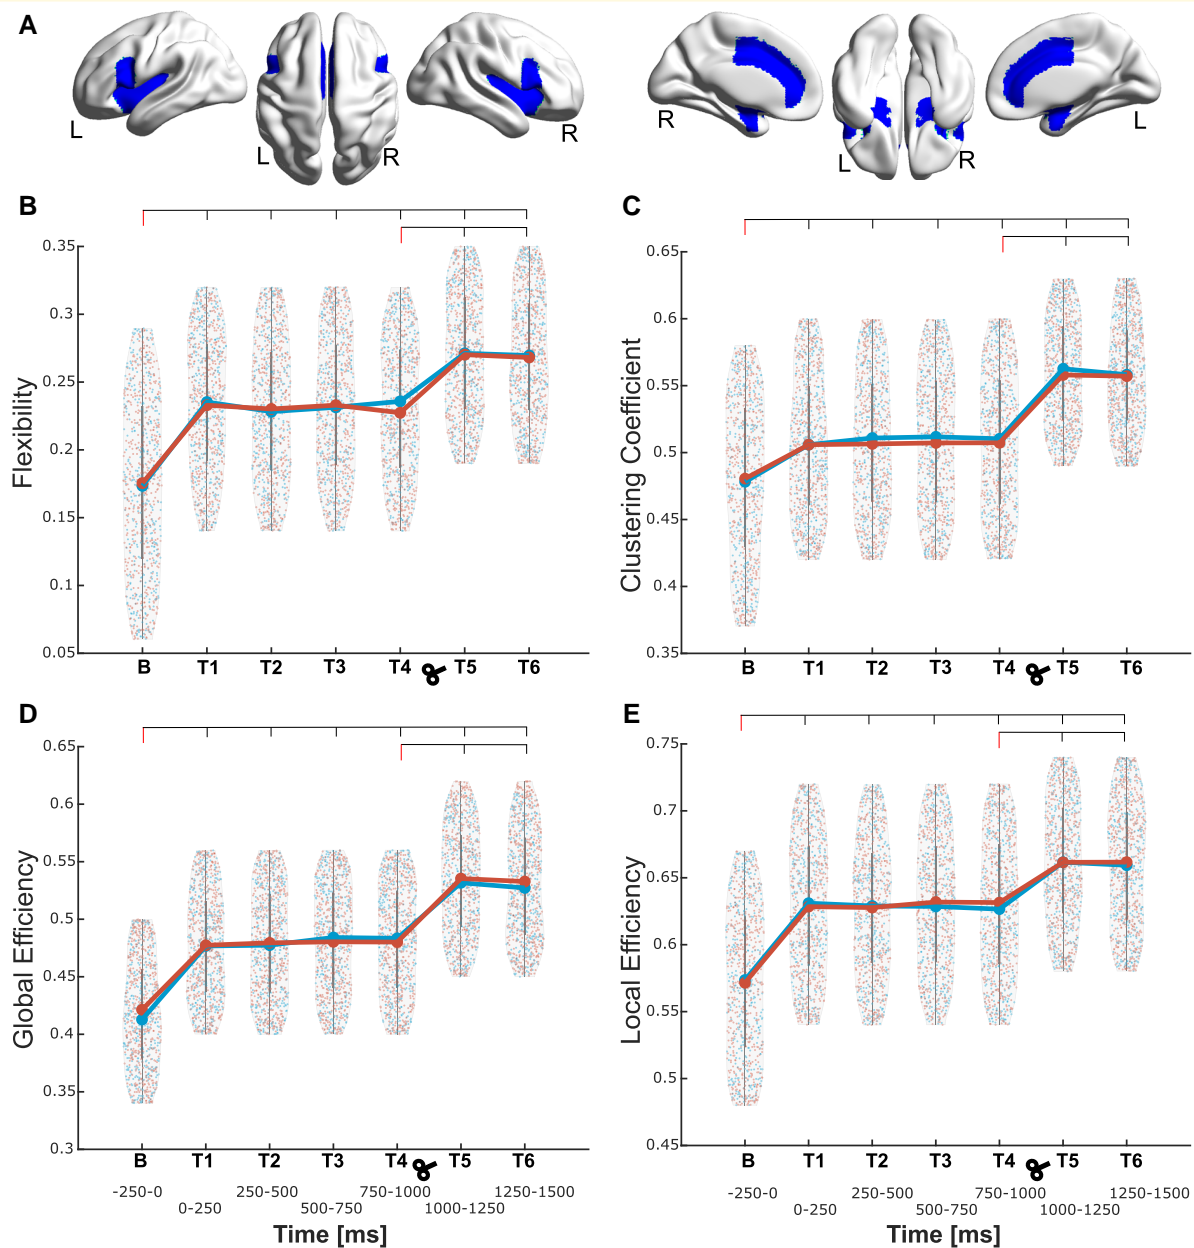 A
L
L
R
R
R
L
R
L
B
Flexibility
0.35
0.3
0.25
0.2
0.15
0.1
0.05
B T1 T2 T3 T4 T5 T6
C
Clustering Coefficient
0.65
0.6
0.55
0.5
0.45
0.4
0.35
B T1 T2 T3 T4 T5 T6
D
Global Efficiency
0.65
0.6
0.55
0.5
0.45
0.4
0.35
0.3
B T1 T2 T3 T4 T5 T6
-250-0 250-500 750-1000 1250-1500
0-250 500-750 1000-1250
Time [ms]
E
Local Efficiency
0.75
0.7
0.65
0.6
0.55
0.5
0.45
B T1 T2 T3 T4 T5 T6
-250-0 250-500 750-1000 1250-1500
0-250 500-750 1000-1250
Time [ms]